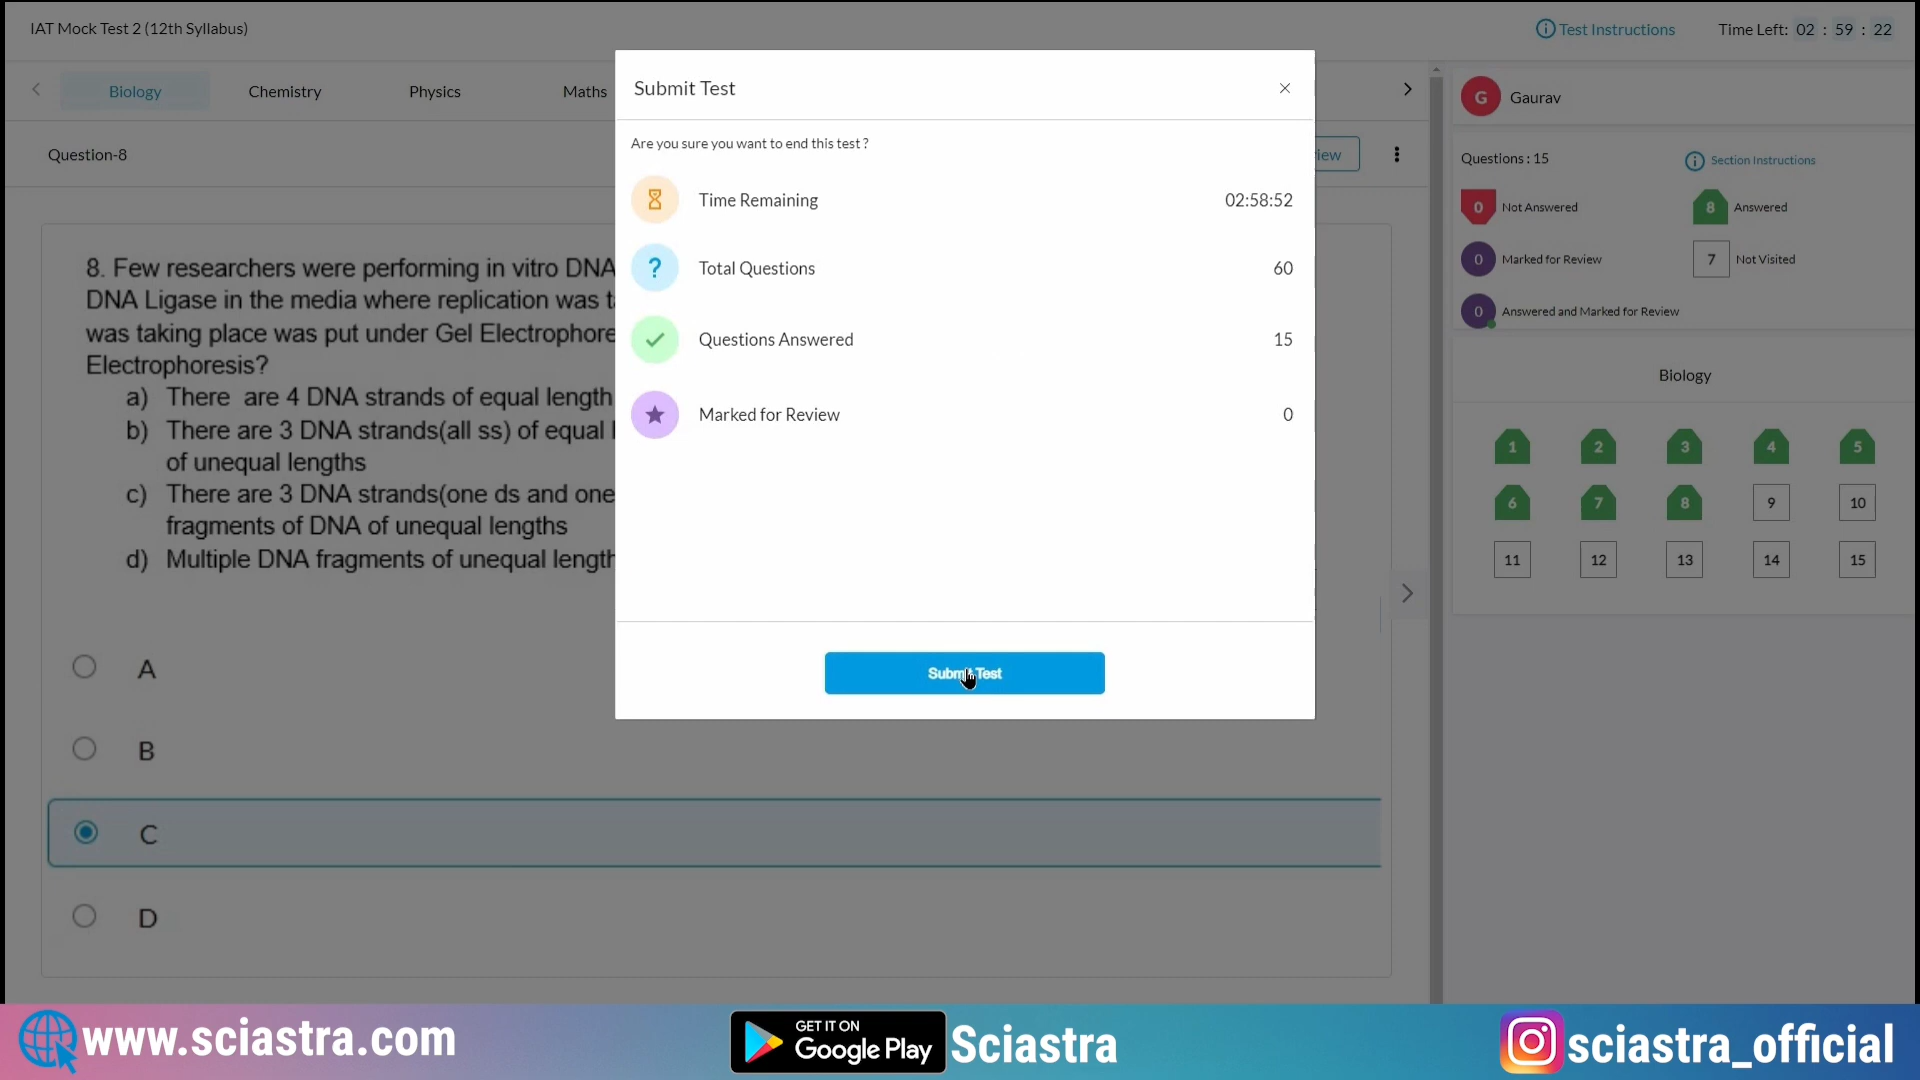 IAT Mock Test 2 (12th Syllabus)
Test Instructions
Time Left: 02 : 59 : 22
Biology
Chemistry
Physics
Maths
Question-8
iew
8. Few researchers were performing in vitro DNA
DNA Ligase in the media where replication was t
was taking place was put under Gel Electrophore
Electrophoresis?
a) There are 4 DNA strands of equal length
b) There are 3 DNA strands(all ss) of equal l
of unequal lengths
c) There are 3 DNA strands(one ds and one
fragments of DNA of unequal lengths
d) Multiple DNA fragments of unequal length
A
B
C
D
Submit Test
Are you sure you want to end this test ?
Time Remaining 02:58:52
? Total Questions 60
Questions Answered 15
Marked for Review 0
Submit Test
G Gaurav
Questions : 15
Section Instructions
0 Not Answered
8 Answered
0 Marked for Review
7 Not Visited
0 Answered and Marked for Review
Biology
1 2 3 4 5
6 7 8 9 10
11 12 13 14 15
www.sciastra.com
GET IT ON
Google Play
Sciastra
sciastra_official